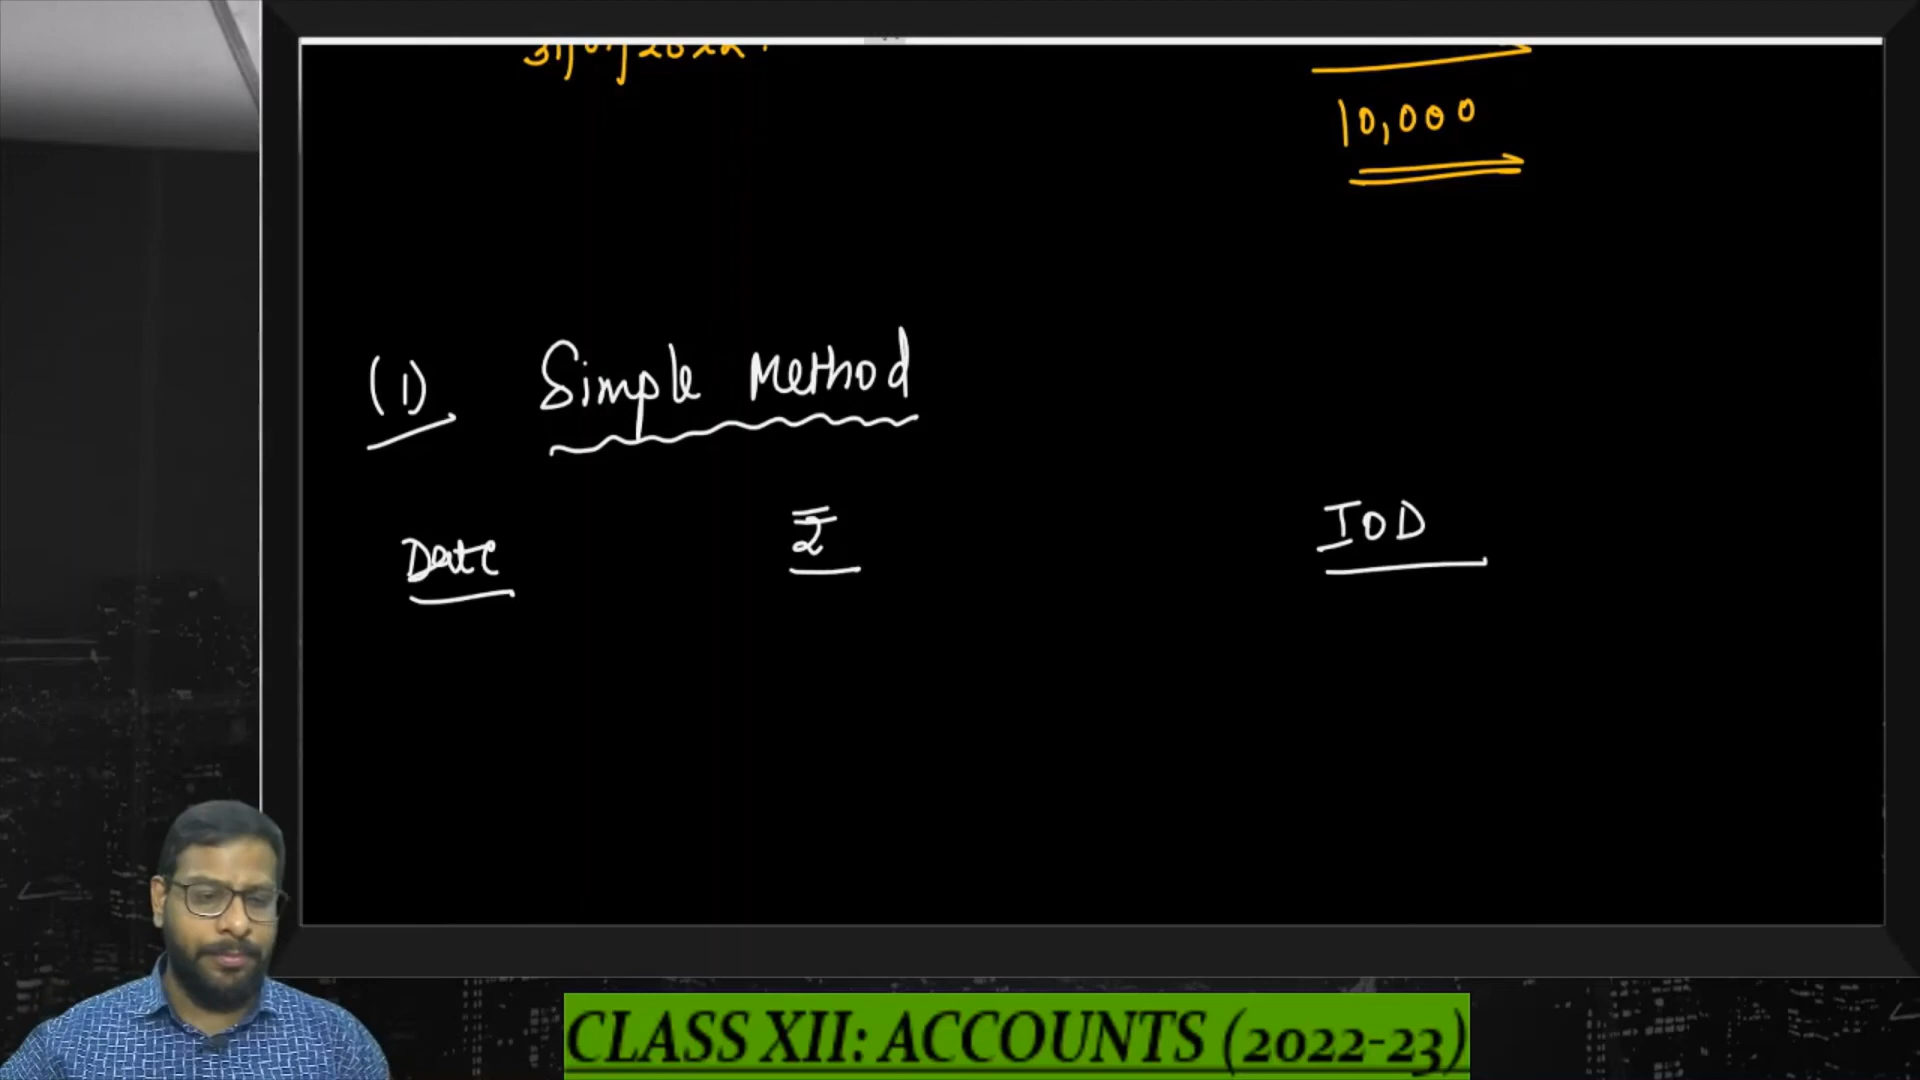 10,000
(1) Simple Method
Date ₹ IOD
CLASS XII: ACCOUNTS (2022-23)